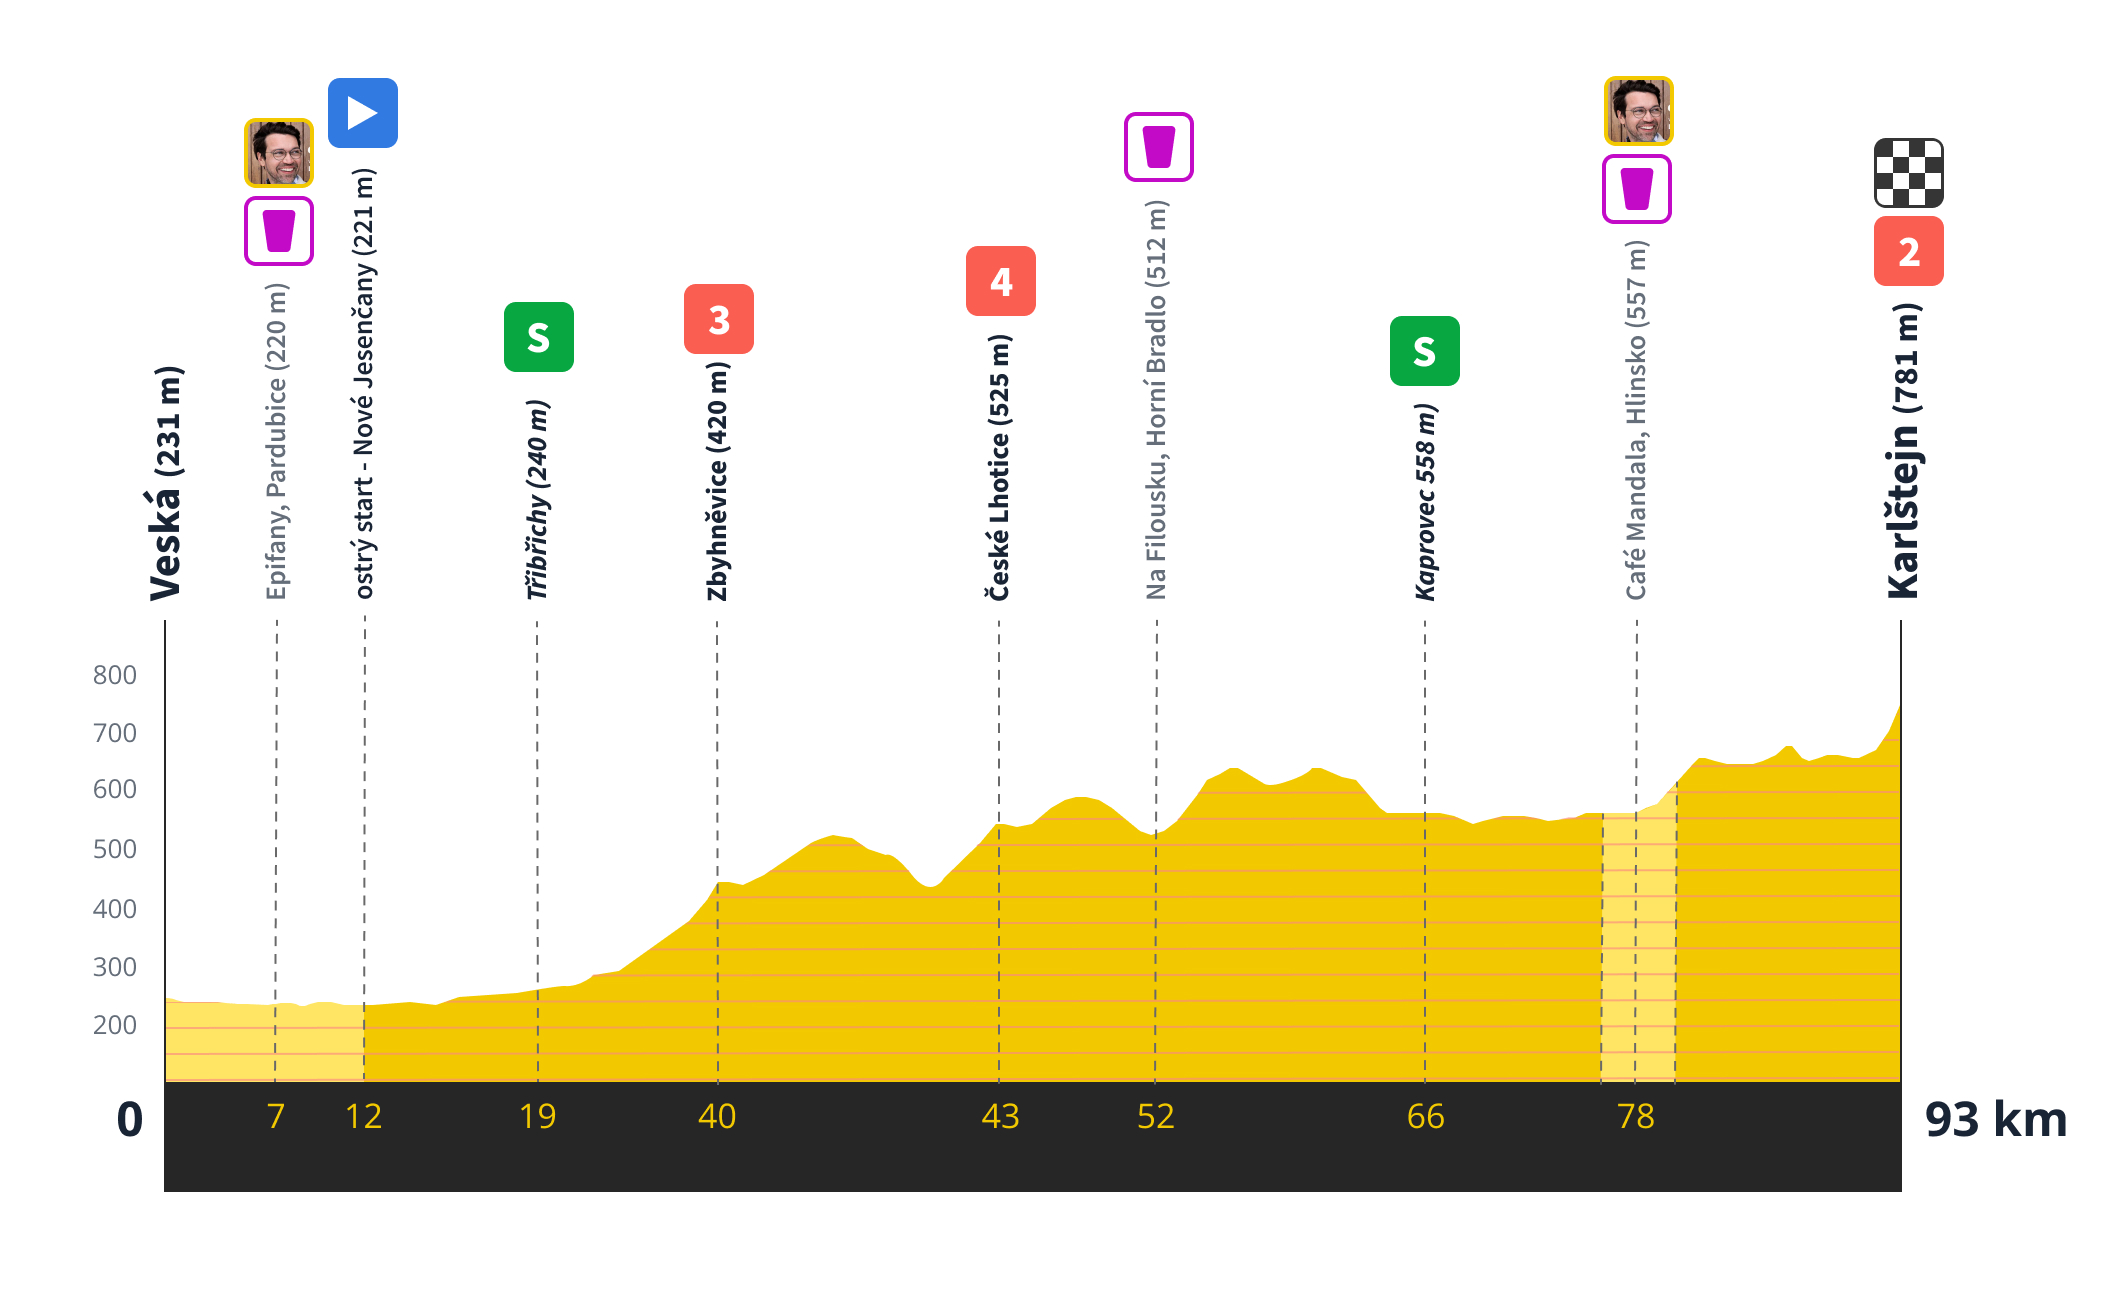 Veská (231 m)
Epifany, Pardubice (220 m)
ostrý start - Nové Jesenčany (221 m)
S
Třibřichy (240 m)
3
Zbyhněvice (420 m)
4
České Lhotice (525 m)
Na Filousku, Horní Bradlo (512 m)
S
Kaprovec 558 m)
Café Mandala, Hlinsko (557 m)
2
Karlštejn (781 m)
800
700
600
500
400
300
200
0 7 12 19 40 43 52 66 78 93 km